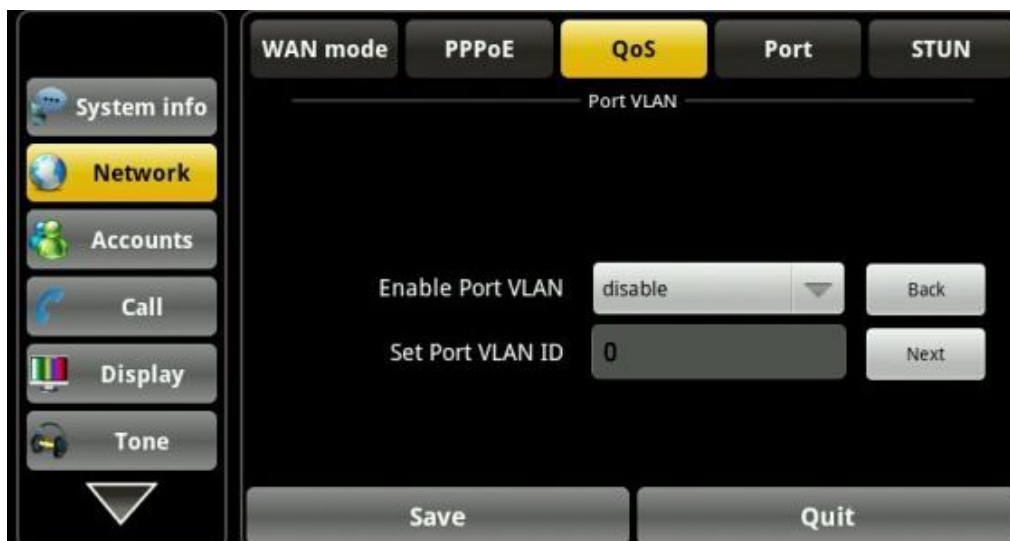 WAN mode
PPPoE
QoS
Port
STUN
Port VLAN
System info
Network
Accounts
Call
Display
Tone
Enable Port VLAN
disable
Back
Set Port VLAN ID
0
Next
Save
Quit